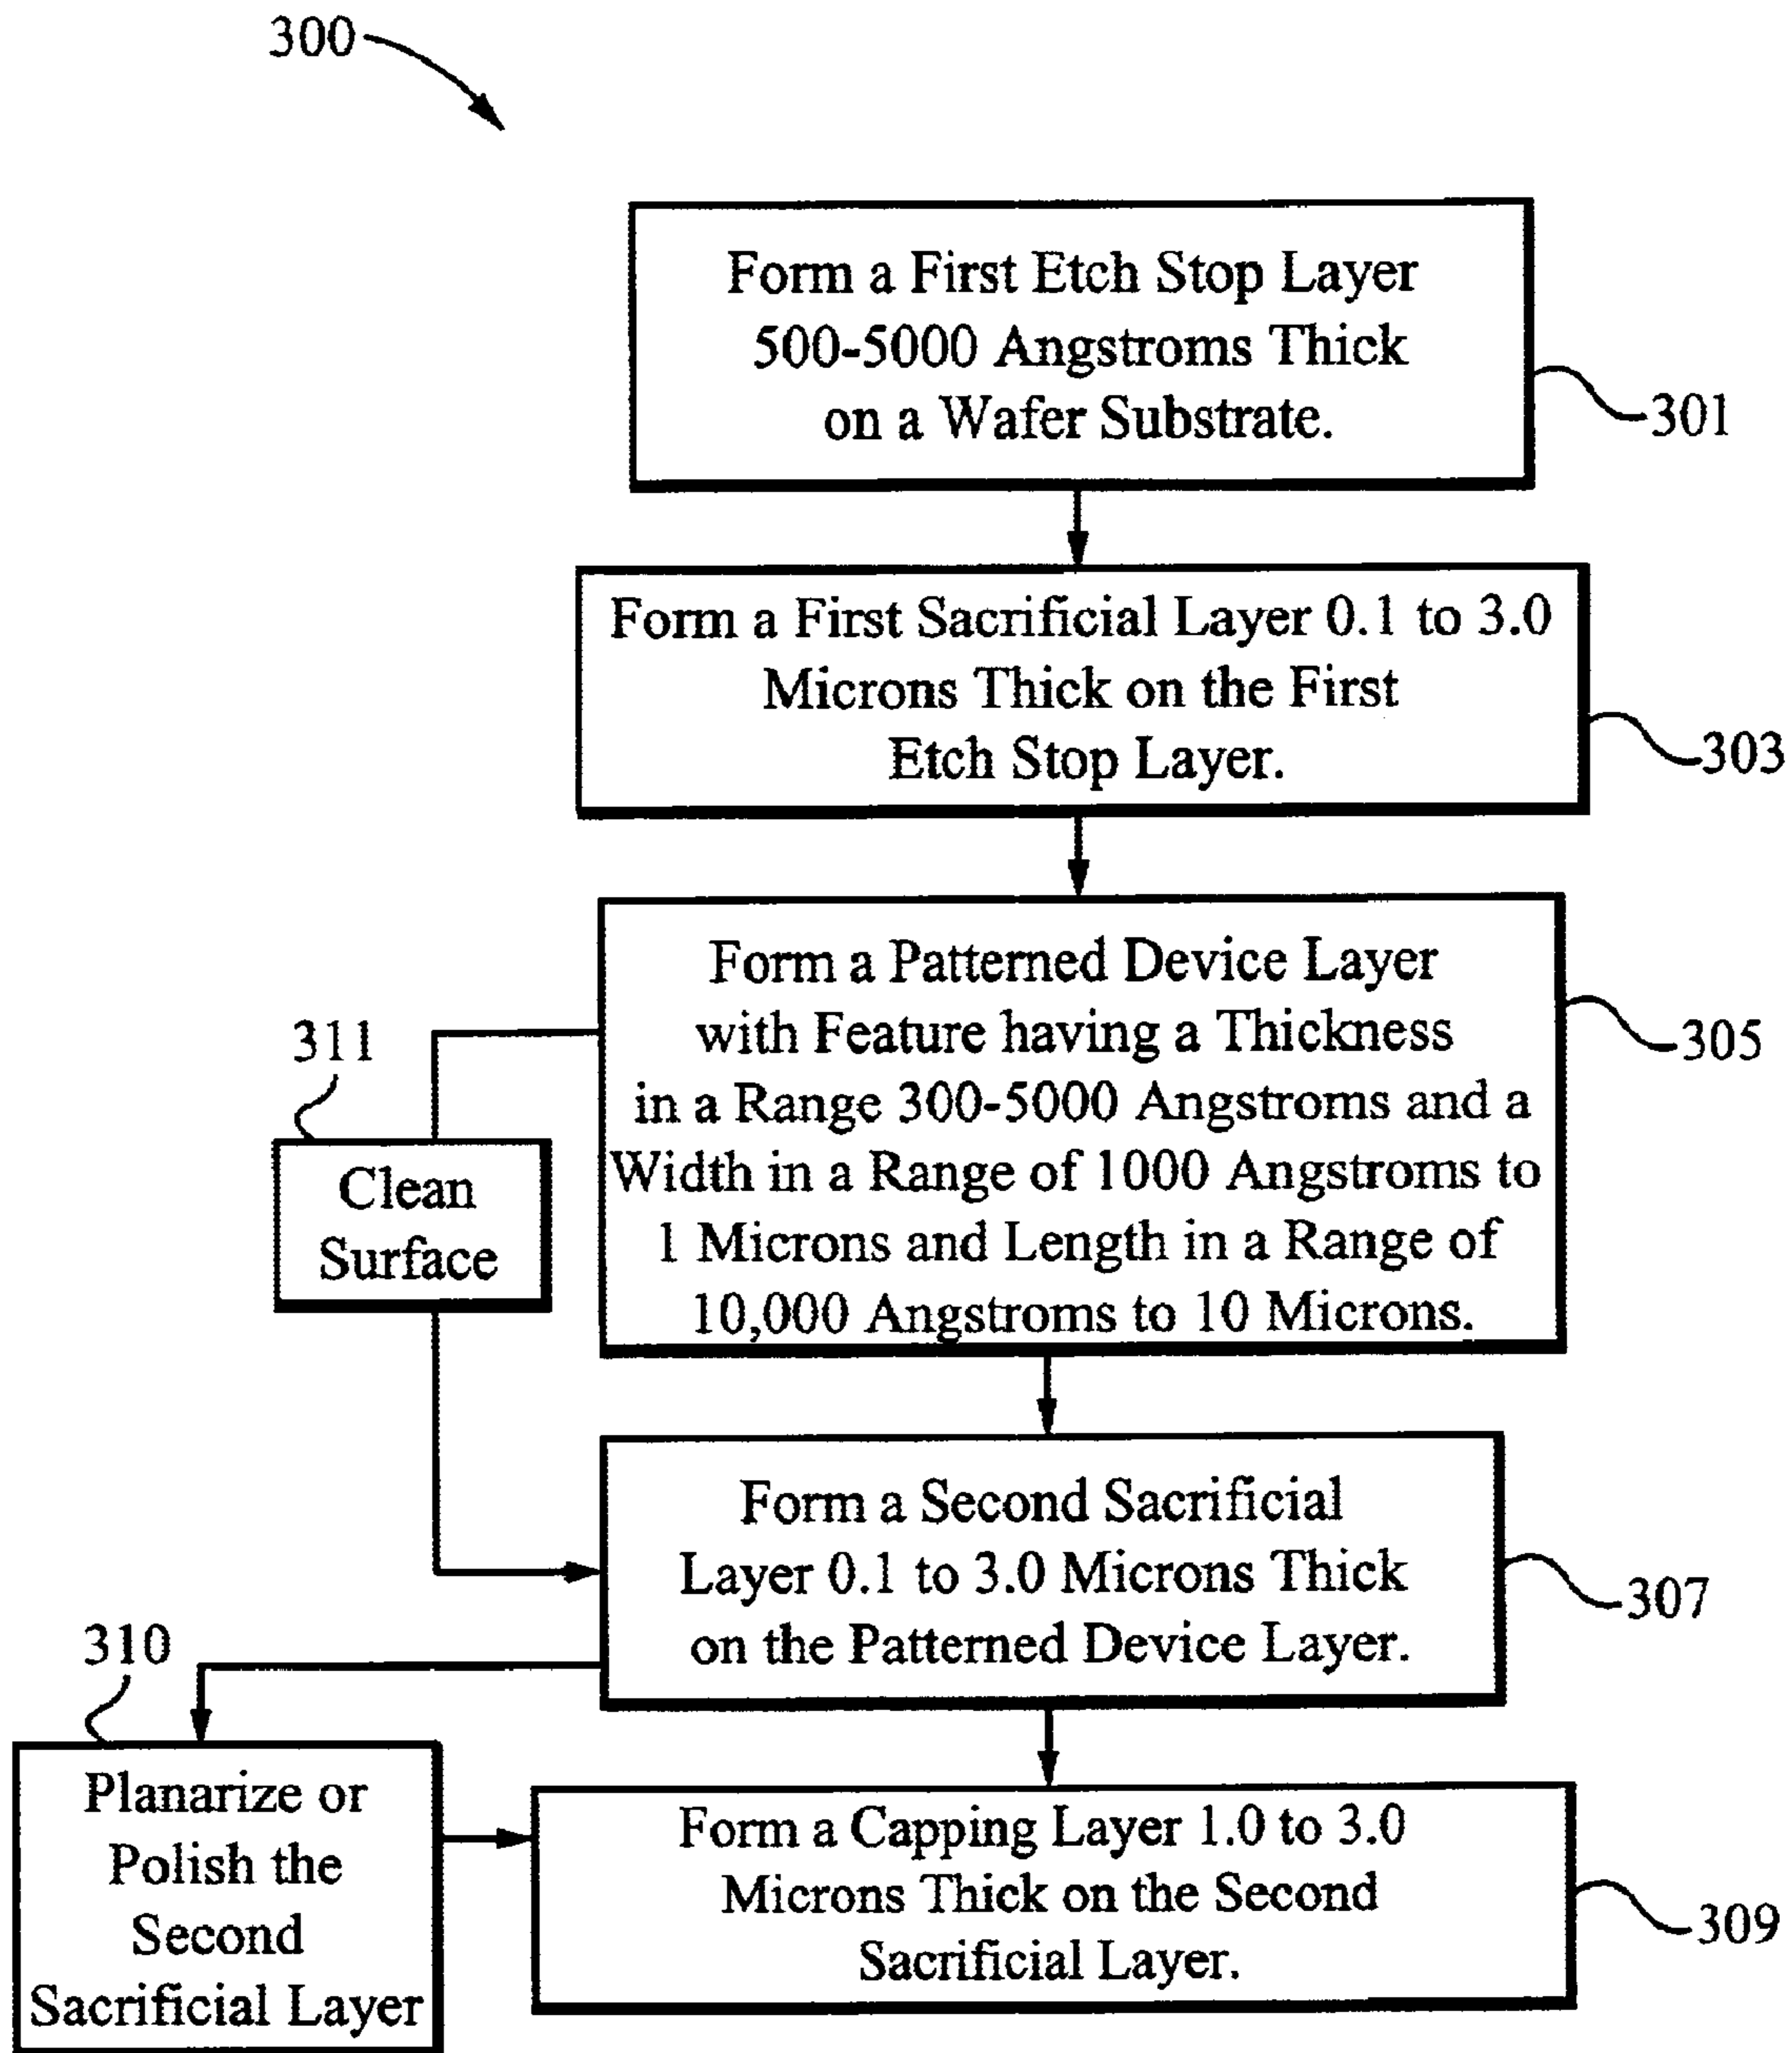 300
Form a First Etch Stop Layer
500-5000 Angstroms Thick
on a Wafer Substrate.
301
Form a First Sacrificial Layer 0.1 to 3.0
Microns Thick on the First
Etch Stop Layer.
303
Form a Patterned Device Layer
with Feature having a Thickness
in a Range 300-5000 Angstroms and a
Width in a Range of 1000 Angstroms to
1 Microns and Length in a Range of
10,000 Angstroms to 10 Microns.
305
311
Clean
Surface
Form a Second Sacrificial
Layer 0.1 to 3.0 Microns Thick
on the Patterned Device Layer.
307
310
Planarize or
Polish the
Second
Sacrificial Layer
Form a Capping Layer 1.0 to 3.0
Microns Thick on the Second
Sacrificial Layer.
309